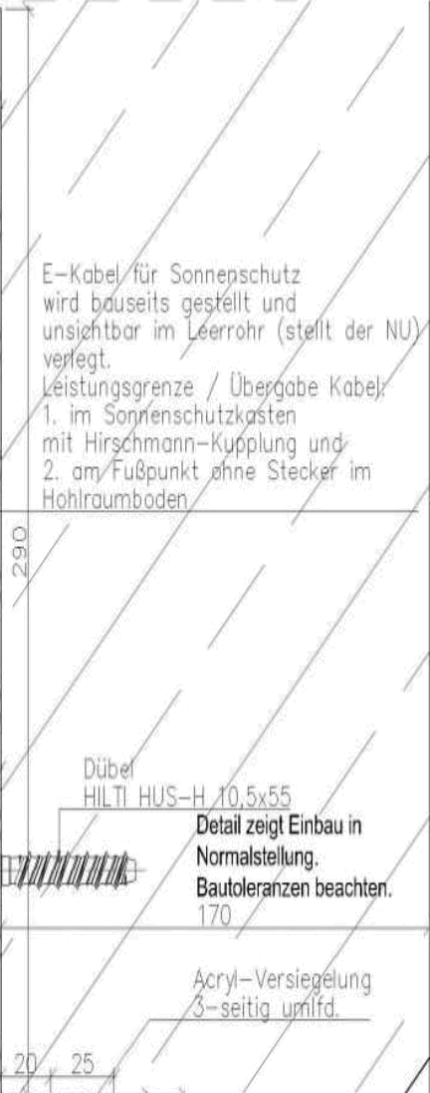 E-Kabel für Sonnenschutz
wird bauseits gestellt und
unsichtbar im Leerrohr (stellt der NU)
verlegt.
Leistungsgrenze / Übergabe Kabel:
1. im Sonnenschutzkasten
mit Hirschmann-Kupplung und
2. am Fußpunkt ohne Stecker im
Hohlraumboden
290
Dübel
HILTI HUS-H 10,5x55
Detail zeigt Einbau in
Normalstellung.
Bautoleranzen beachten.
170
Acryl-Versiegelung
3-seitig umlfd.
20 25